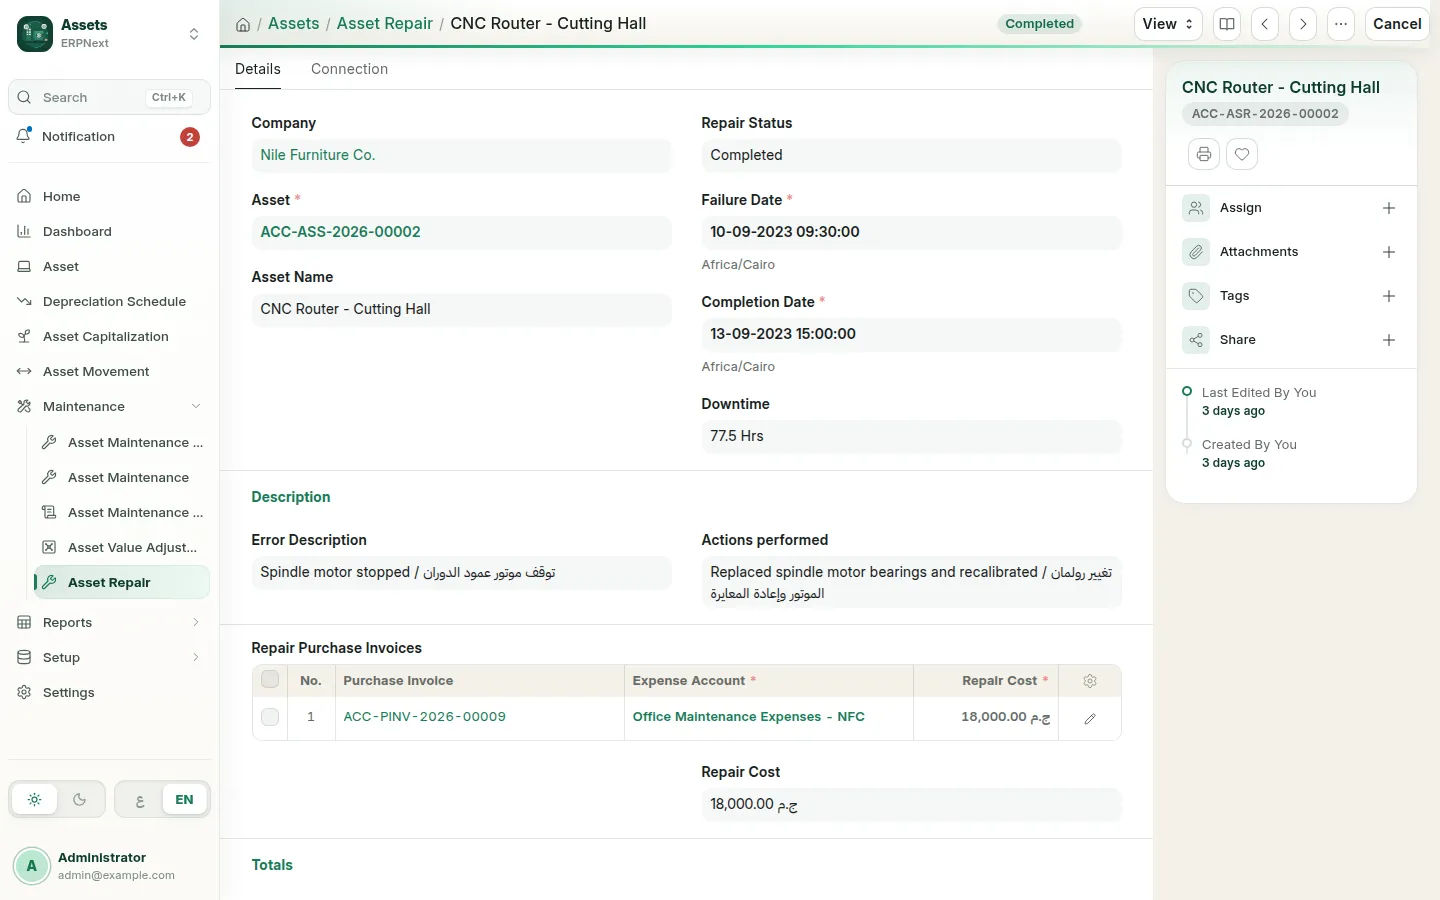 Assets
ERPNext
Search
Ctrl+K
Notification
2
Home
Dashboard
Asset
Depreciation Schedule
Asset Capitalization
Asset Movement
Maintenance
Asset Maintenance ...
Asset Maintenance
Asset Maintenance ...
Asset Value Adjust...
Asset Repair
Reports
Setup
Settings
ع
EN
A
Administrator
admin@example.com
/ Assets / Asset Repair / CNC Router - Cutting Hall
Completed
View
Cancel
Details
Connection
Company
Nile Furniture Co.
Asset *
ACC-ASS-2026-00002
Asset Name
CNC Router - Cutting Hall
Repair Status
Completed
Failure Date *
10-09-2023 09:30:00
Africa/Cairo
Completion Date *
13-09-2023 15:00:00
Africa/Cairo
Downtime
77.5 Hrs
Description
Error Description
Spindle motor stopped / توقف موتور عمود الدوران
Actions performed
Replaced spindle motor bearings and recalibrated / تغيير رولمان
الموتور وإعادة المعايرة
Repair Purchase Invoices
No.
Purchase Invoice
Expense Account *
Repair Cost *
1
ACC-PINV-2026-00009
Office Maintenance Expenses - NFC
18,000.00 ج.م
Repair Cost
18,000.00 ج.م
Totals
CNC Router - Cutting Hall
ACC-ASR-2026-00002
Assign
Attachments
Tags
Share
Last Edited By You
3 days ago
Created By You
3 days ago